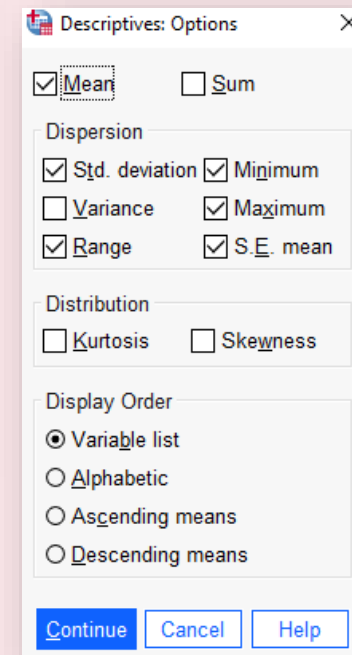 Descriptives: Options
Mean Sum
Dispersion
Std. deviation Minimum
Variance Maximum
Range S.E. mean
Distribution
Kurtosis Skewness
Display Order
Variable list
Alphabetic
Ascending means
Descending means
Continue Cancel Help